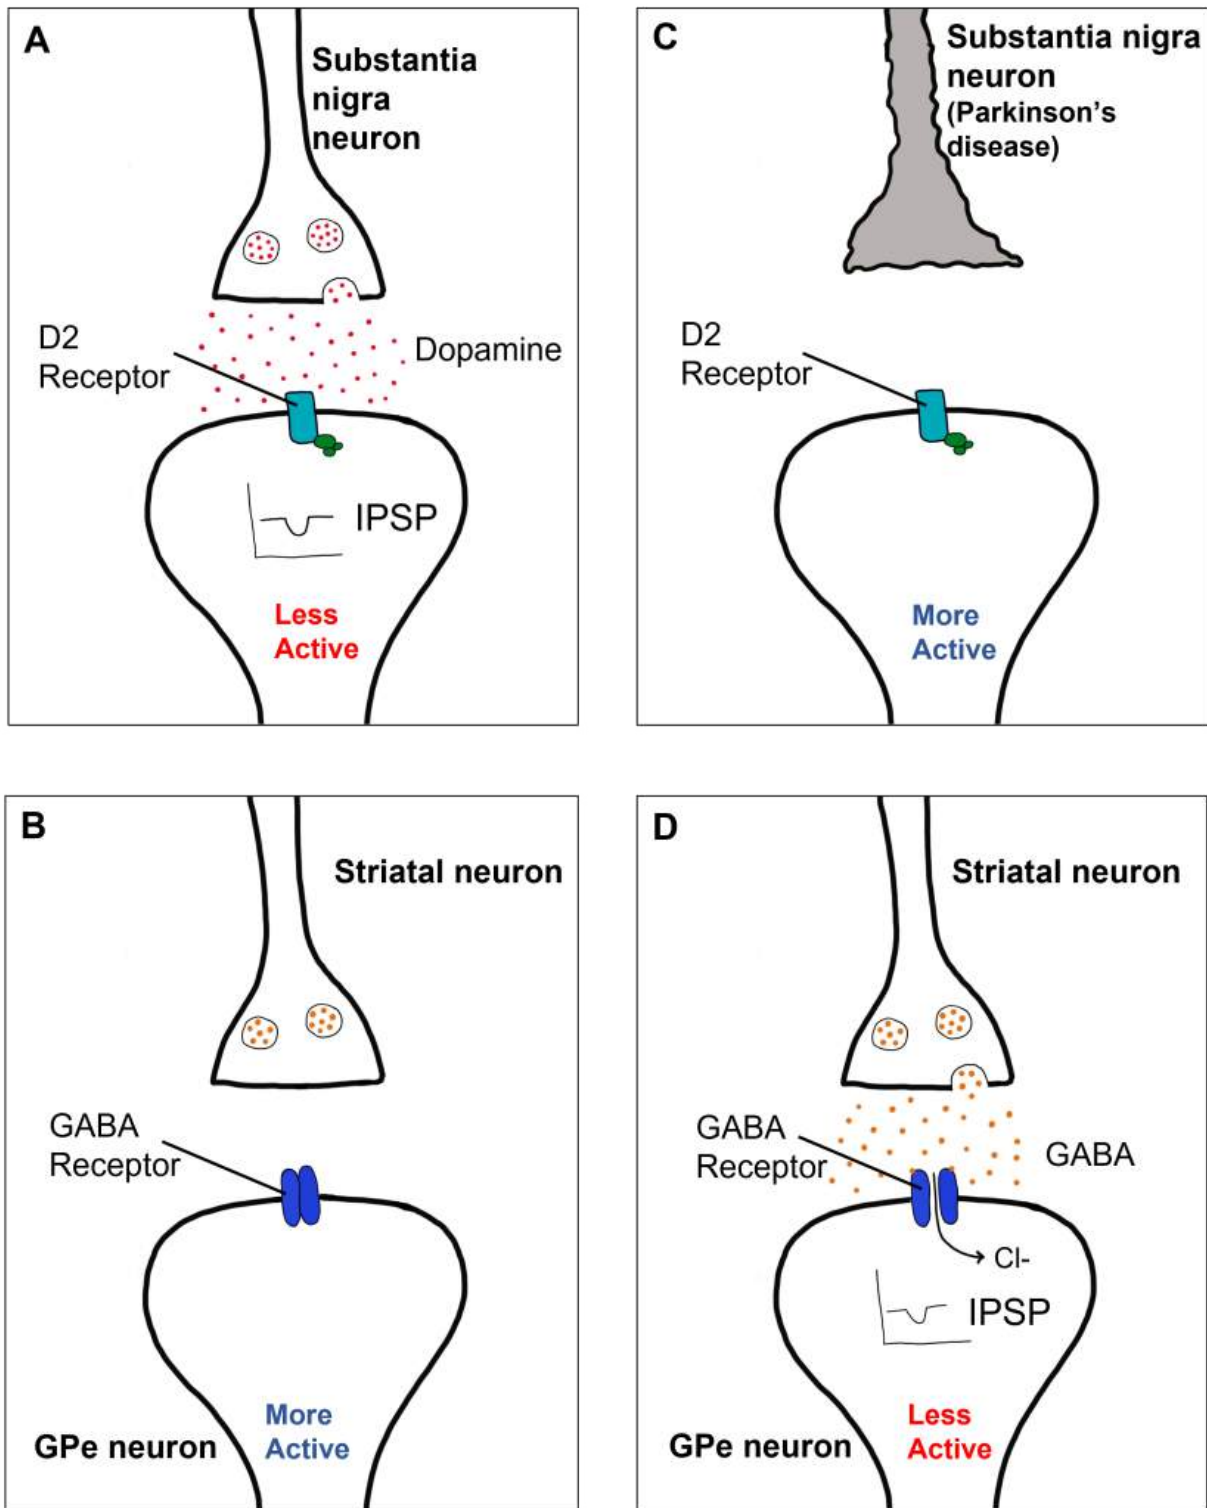 A
Substantia
nigra
neuron
D2
Receptor
Dopamine
IPSP
Less
Active
C
Substantia nigra
neuron
(Parkinson's
disease)
D2
Receptor
More
Active
B
Striatal neuron
GABA
Receptor
More
Active
GPe neuron
D
Striatal neuron
GABA
Receptor
GABA
Cl-
IPSP
Less
Active
GPe neuron